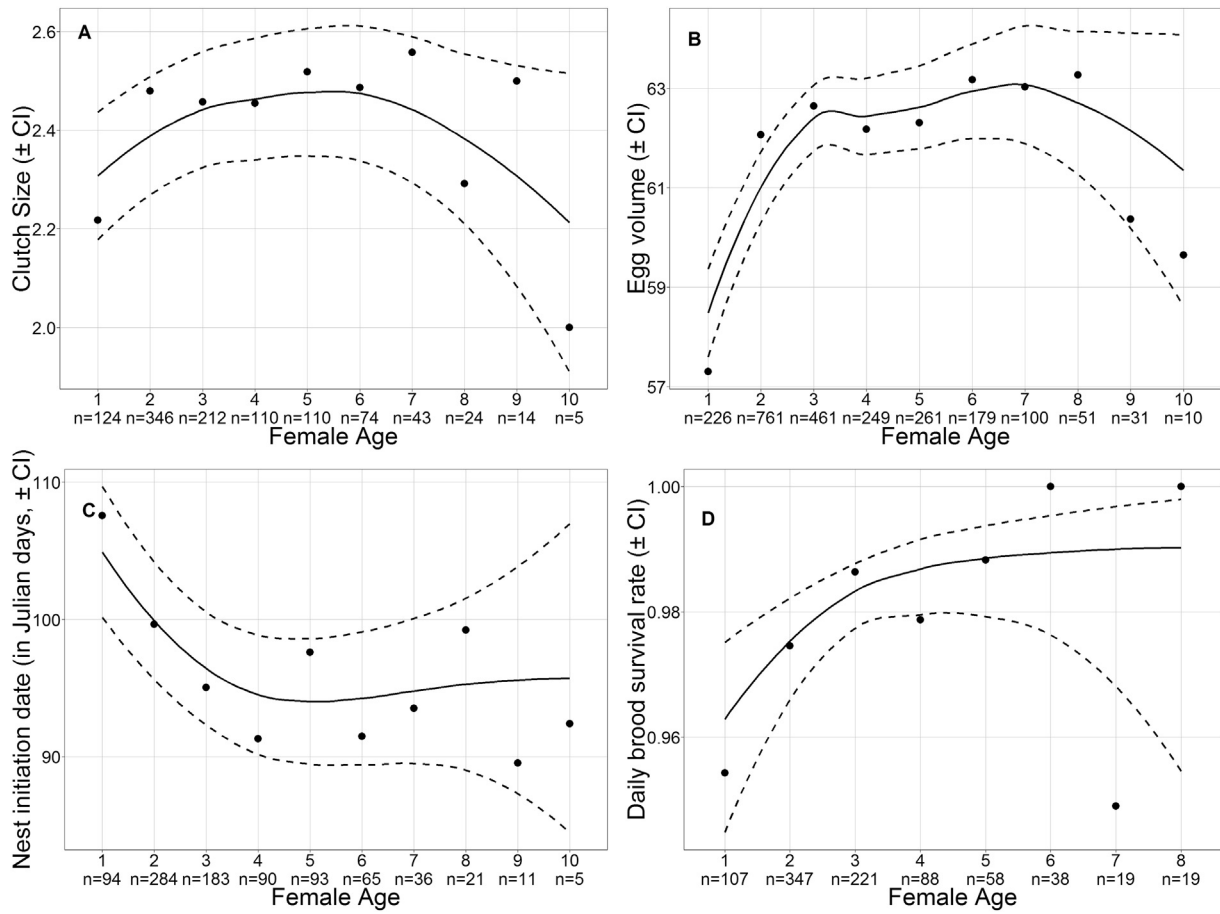 A
Clutch Size (± CI)
2.6
2.4
2.2
2.0
1 2 3 4 5 6 7 8 9 10
n=124 n=346 n=212 n=110 n=110 n=74 n=43 n=24 n=14 n=5
Female Age
B
Egg volume (± CI)
63
61
59
57
1 2 3 4 5 6 7 8 9 10
n=226 n=761 n=461 n=249 n=261 n=179 n=100 n=51 n=31 n=10
Female Age
C
Nest initiation date (in Julian days, ± CI)
110
100
90
1 2 3 4 5 6 7 8 9 10
n=94 n=284 n=183 n=90 n=93 n=65 n=36 n=21 n=11 n=5
Female Age
D
Daily brood survival rate (± CI)
1.00
0.98
0.96
1 2 3 4 5 6 7 8
n=107 n=347 n=221 n=88 n=58 n=38 n=19 n=19
Female Age